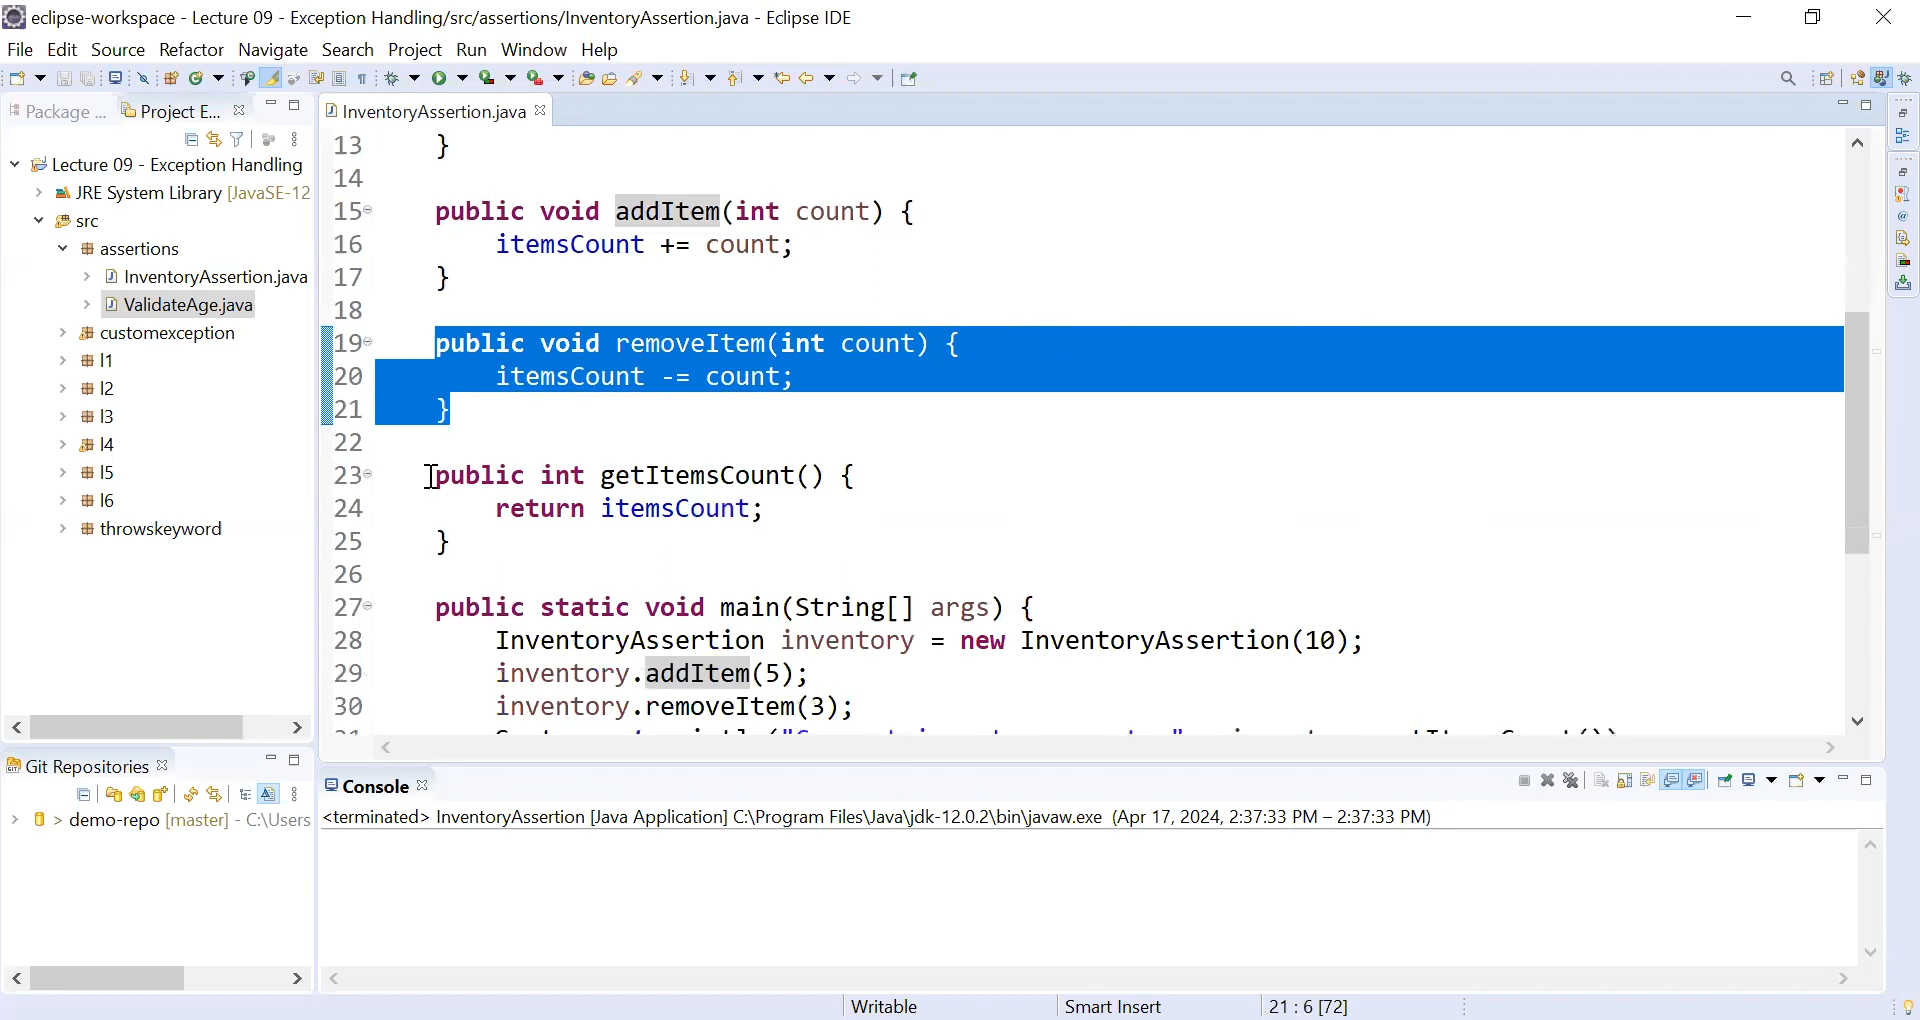 eclipse-workspace - Lecture 09 - Exception Handling/src/assertions/InventoryAssertion.java - Eclipse IDE
File Edit Source Refactor Navigate Search Project Run Window Help
Package ... Project E...
InventoryAssertion.java
Lecture 09 - Exception Handling
JRE System Library [JavaSE-12
src
assertions
InventoryAssertion.java
ValidateAge.java
customexception
l1
l2
l3
l4
l5
l6
throwskeyword
13 }
14
15 public void addItem(int count) {
16 itemsCount += count;
17 }
18
19 public void removeItem(int count) {
20 itemsCount -= count;
21 }
22
23 public int getItemsCount() {
24 return itemsCount;
25 }
26
27 public static void main(String[] args) {
28 InventoryAssertion inventory = new InventoryAssertion(10);
29 inventory.addItem(5);
30 inventory.removeItem(3);
Git Repositories
> demo-repo [master] - C:\Users
Console
<terminated> InventoryAssertion [Java Application] C:\Program Files\Java\jdk-12.0.2\bin\javaw.exe (Apr 17, 2024, 2:37:33 PM – 2:37:33 PM)
Writable Smart Insert 21 : 6 [72]